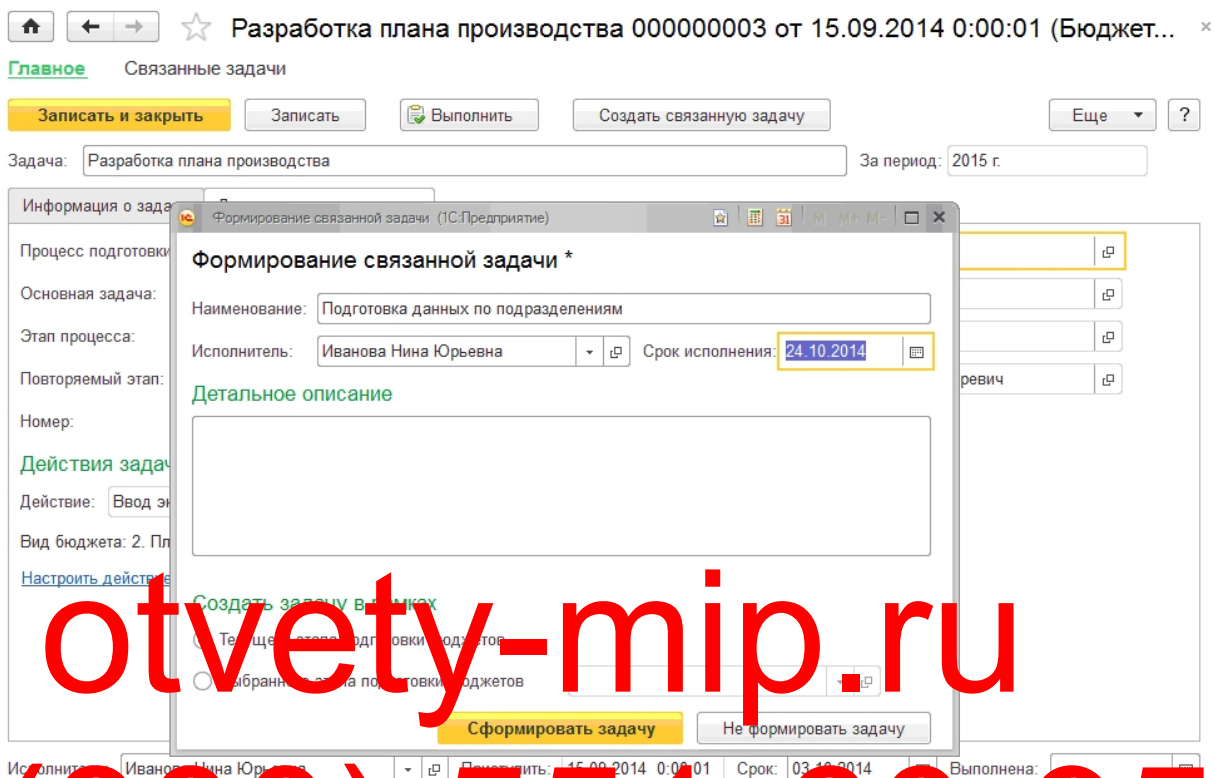 Разработка плана производства 000000003 от 15.09.2014 0:00:01 (Бюджет... ×
Главное Связанные задачи
Записать и закрыть Записать Выполнить Создать связанную задачу Еще ?
Задача: Разработка плана производства За период: 2015 г.
Информация о зада
Формирование связанной задачи (1С:Предприятие) 31 M M+ M-
Процесс подготовки
Формирование связанной задачи *
Основная задача:
Наименование: Подготовка данных по подразделениям
Этап процесса:
Исполнитель: Иванова Нина Юрьевна Срок исполнения: 24.10.2014
Повторяемый этап: ревич
Детальное описание
Номер:
Действия задач
Действие: Ввод эк
Вид бюджета: 2. Пл
Настроить действие
Создать задачу в рамках
otvety-mip.ru
подготовки бюджетов
этапа подготовки бюджетов
Сформировать задачу Не формировать задачу
Нина Приступить: 15.09.2014 0:00:01 Срок: Выполнена: